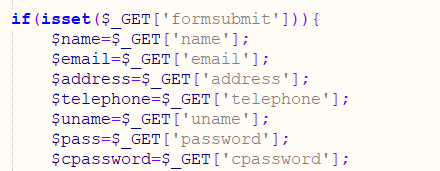 if(isset($_GET['formsubmit'])){
$name=$_GET['name'];
$email=$_GET['email'];
$address=$_GET['address'];
$telephone=$_GET['telephone'];
$uname=$_GET['uname'];
$pass=$_GET['password'];
$cpassword=$_GET['cpassword'];